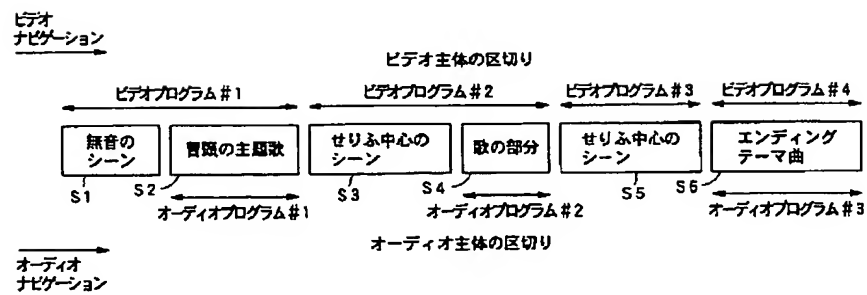 ビデオ
ナビゲーション
ビデオ主体の区切り
ビデオプログラム#1
ビデオプログラム#2
ビデオプログラム#3
ビデオプログラム#4
無音の
シーン
冒頭の主題歌
せりふ中心の
シーン
歌の部分
せりふ中心の
シーン
エンディング
テーマ曲
S1
S2
S3
S4
S5
S6
オーディオプログラム#1
オーディオプログラム#2
オーディオプログラム#3
オーディオ主体の区切り
オーディオ
ナビゲーション